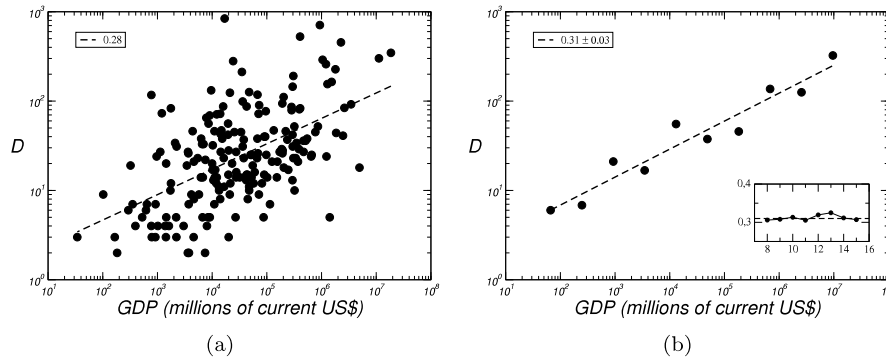 10^3
10^3
0.28
0.31 ± 0.03
10^2
10^2
D
D
10^1
10^1
0,4
0,3
8 10 12 14 16
10^0
10^0
10^1 10^2 10^3 10^4 10^5 10^6 10^7 10^8
10^1 10^2 10^3 10^4 10^5 10^6 10^7
GDP (millions of current US$)
GDP (millions of current US$)
(a)
(b)